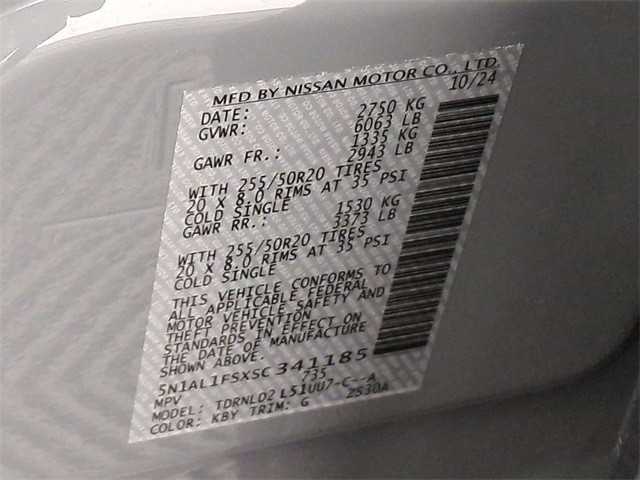 MFD BY NISSAN MOTOR CO., LTD.
DATE: 10/24
GVWR: 2750 KG
6063 LB
GAWR FR.: 1335 KG
2943 LB
WITH 255/50R20 TIRES
20 X 8.0 RIMS AT 35 PSI
COLD SINGLE
GAWR RR.: 1530 KG
3373 LB
WITH 255/50R20 TIRES
20 X 8.0 RIMS AT 35 PSI
COLD SINGLE
THIS VEHICLE CONFORMS TO
ALL APPLICABLE FEDERAL
MOTOR VEHICLE SAFETY AND
THEFT PREVENTION
STANDARDS IN EFFECT ON
THE DATE OF MANUFACTURE
SHOWN ABOVE.
5N1AL1FSXSC341185
MPV 735
MODEL: TDRNLD2 L51UU7-C--A
COLOR: KBY TRIM: G ZS30A